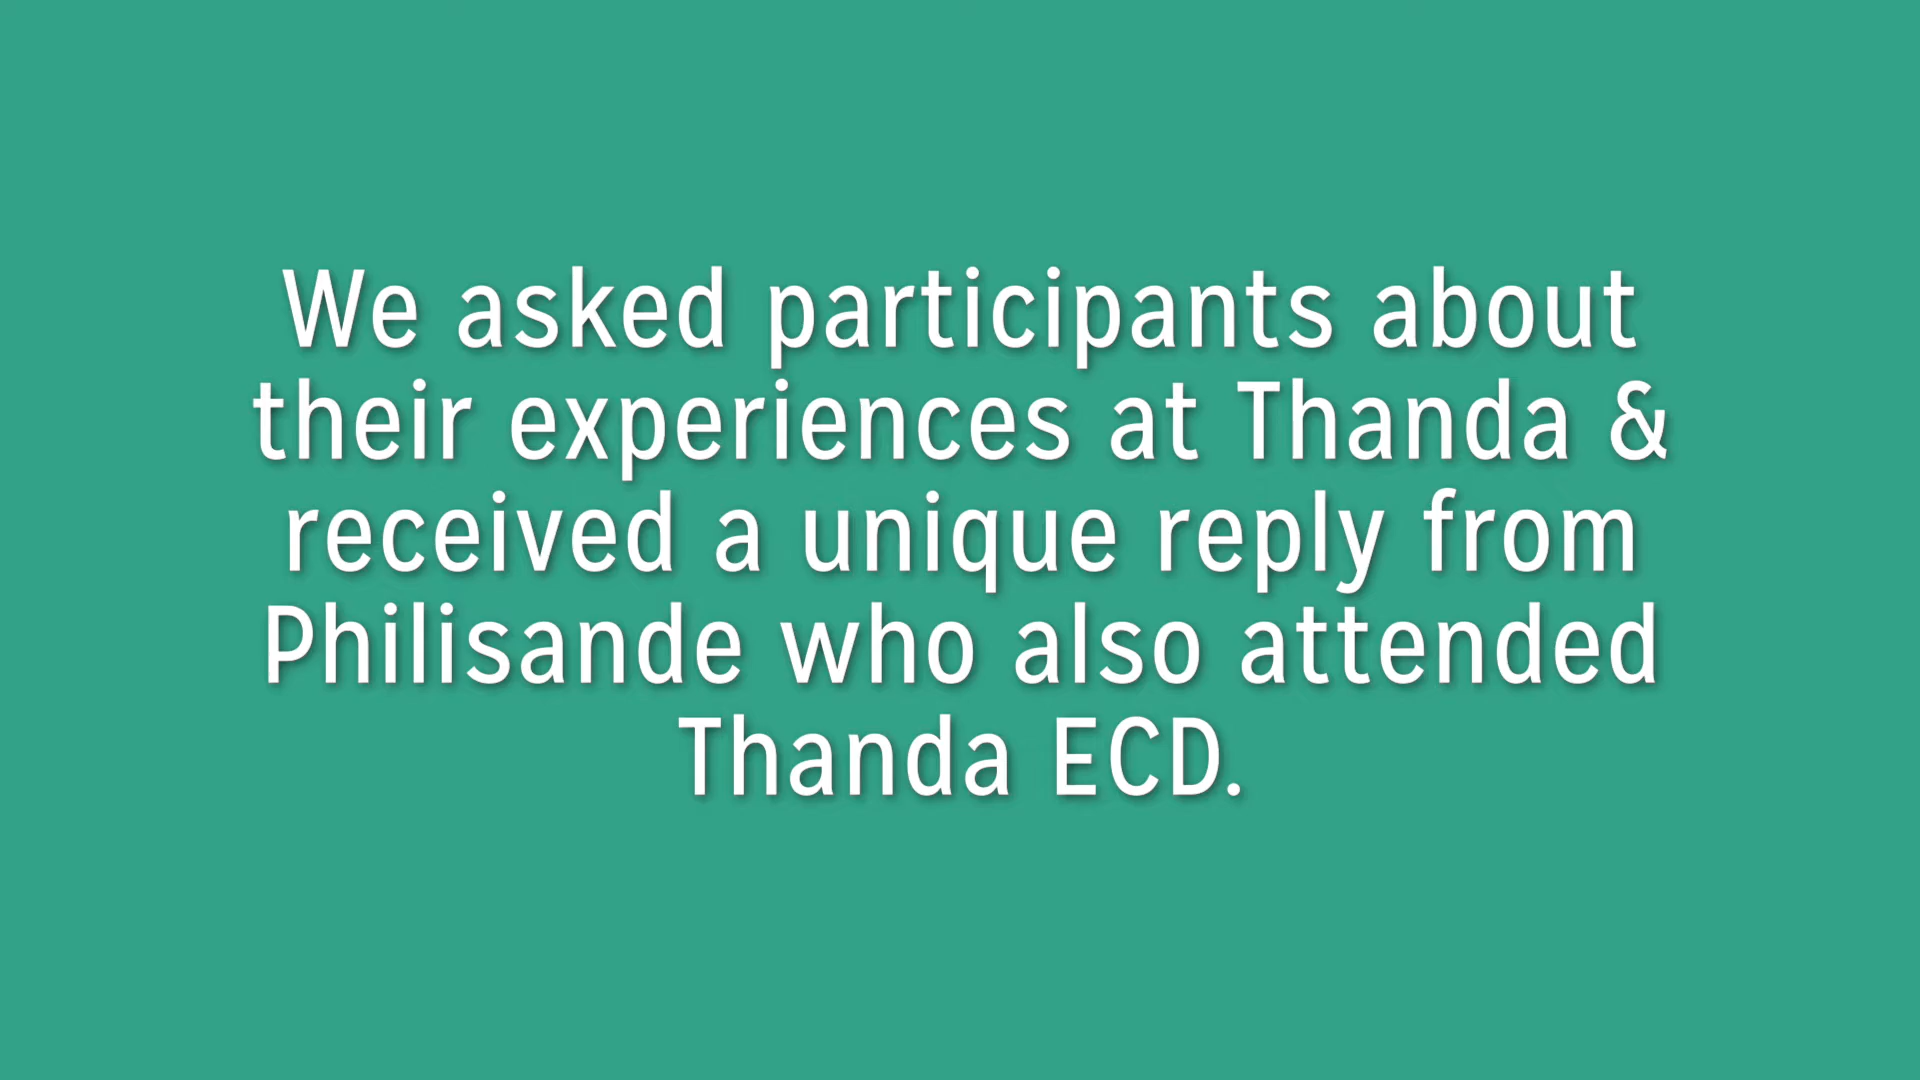 We asked participants about
their experiences at Thanda &
received a unique reply from
Philisande who also attended
Thanda ECD.